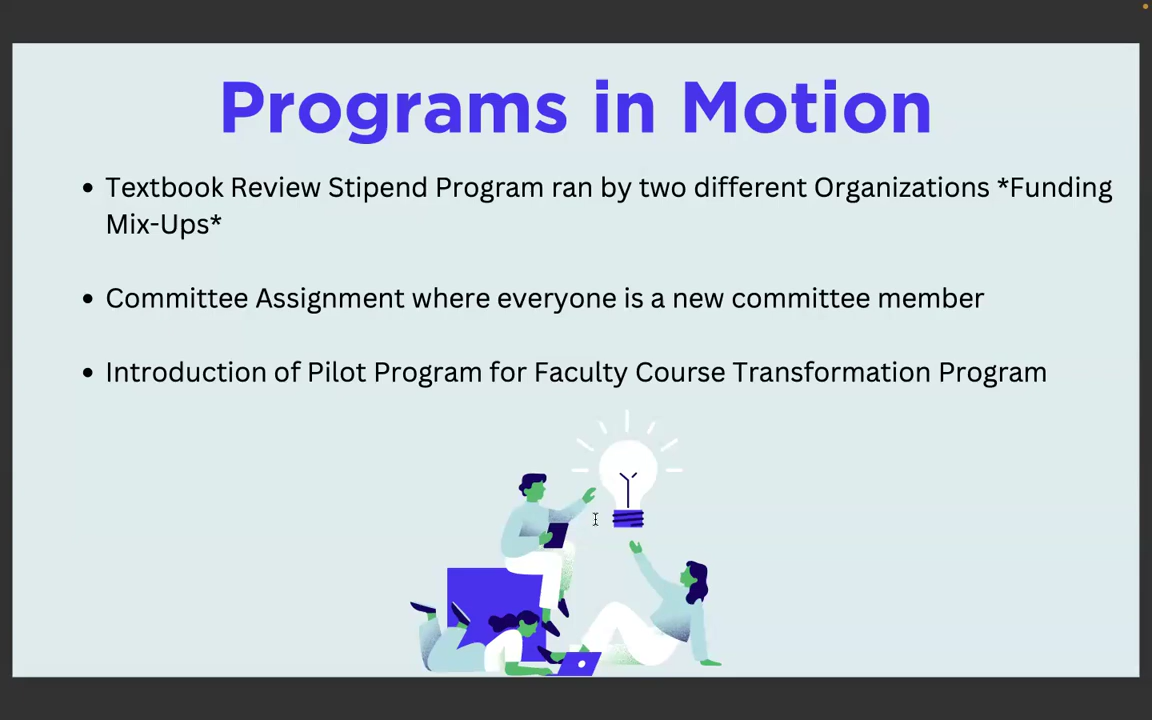 Programs in Motion
• Textbook Review Stipend Program ran by two different Organizations *Funding
Mix-Ups*
• Committee Assignment where everyone is a new committee member
• Introduction of Pilot Program for Faculty Course Transformation Program